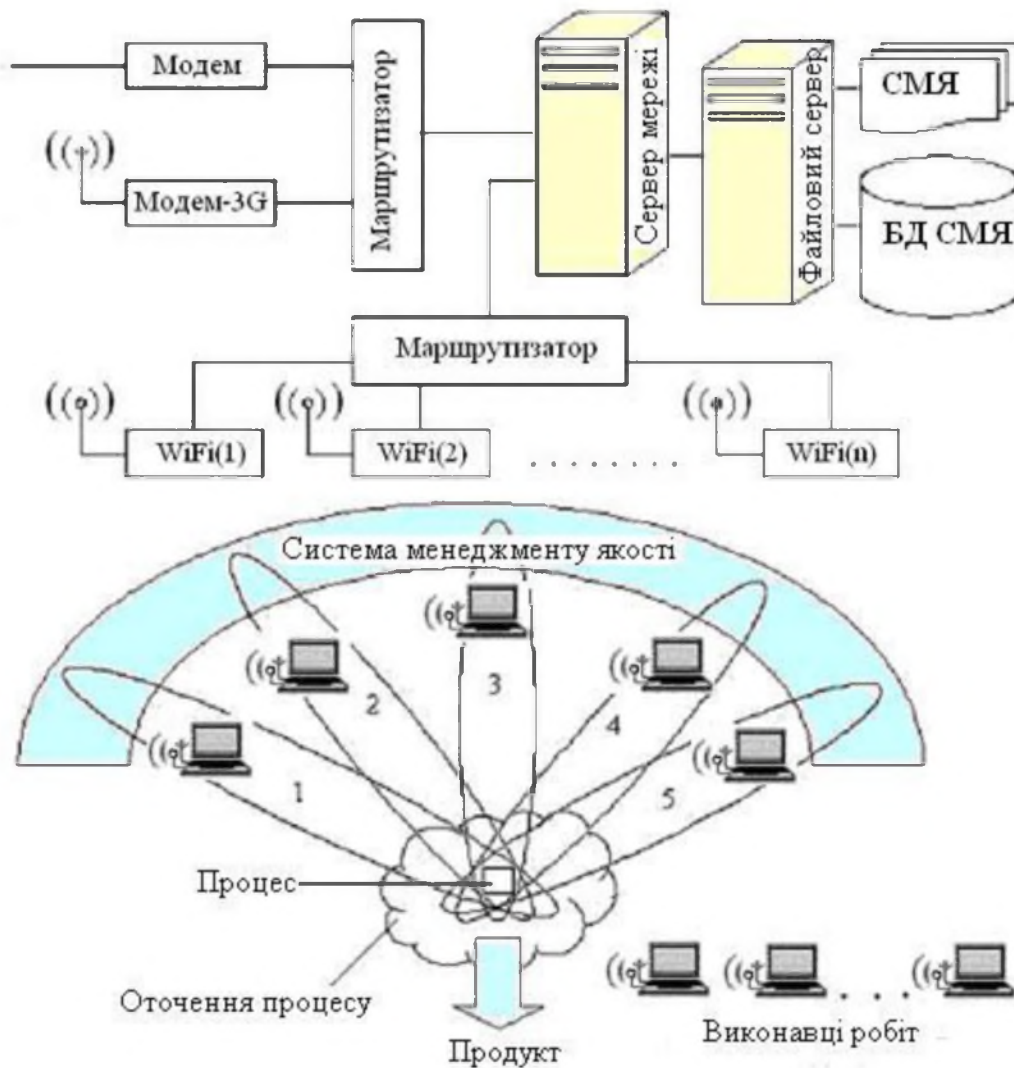 Модем
Модем-3G
Маршрутизатор
Сервер мережі
Файловий сервер
СМЯ
БД СМЯ
Маршрутизатор
WiFi(1)
WiFi(2)
. . . . . . . .
WiFi(n)
Система менеджменту якості
1
2
3
4
5
Процес
Оточення процесу
Продукт
. . .
Виконавці робіт